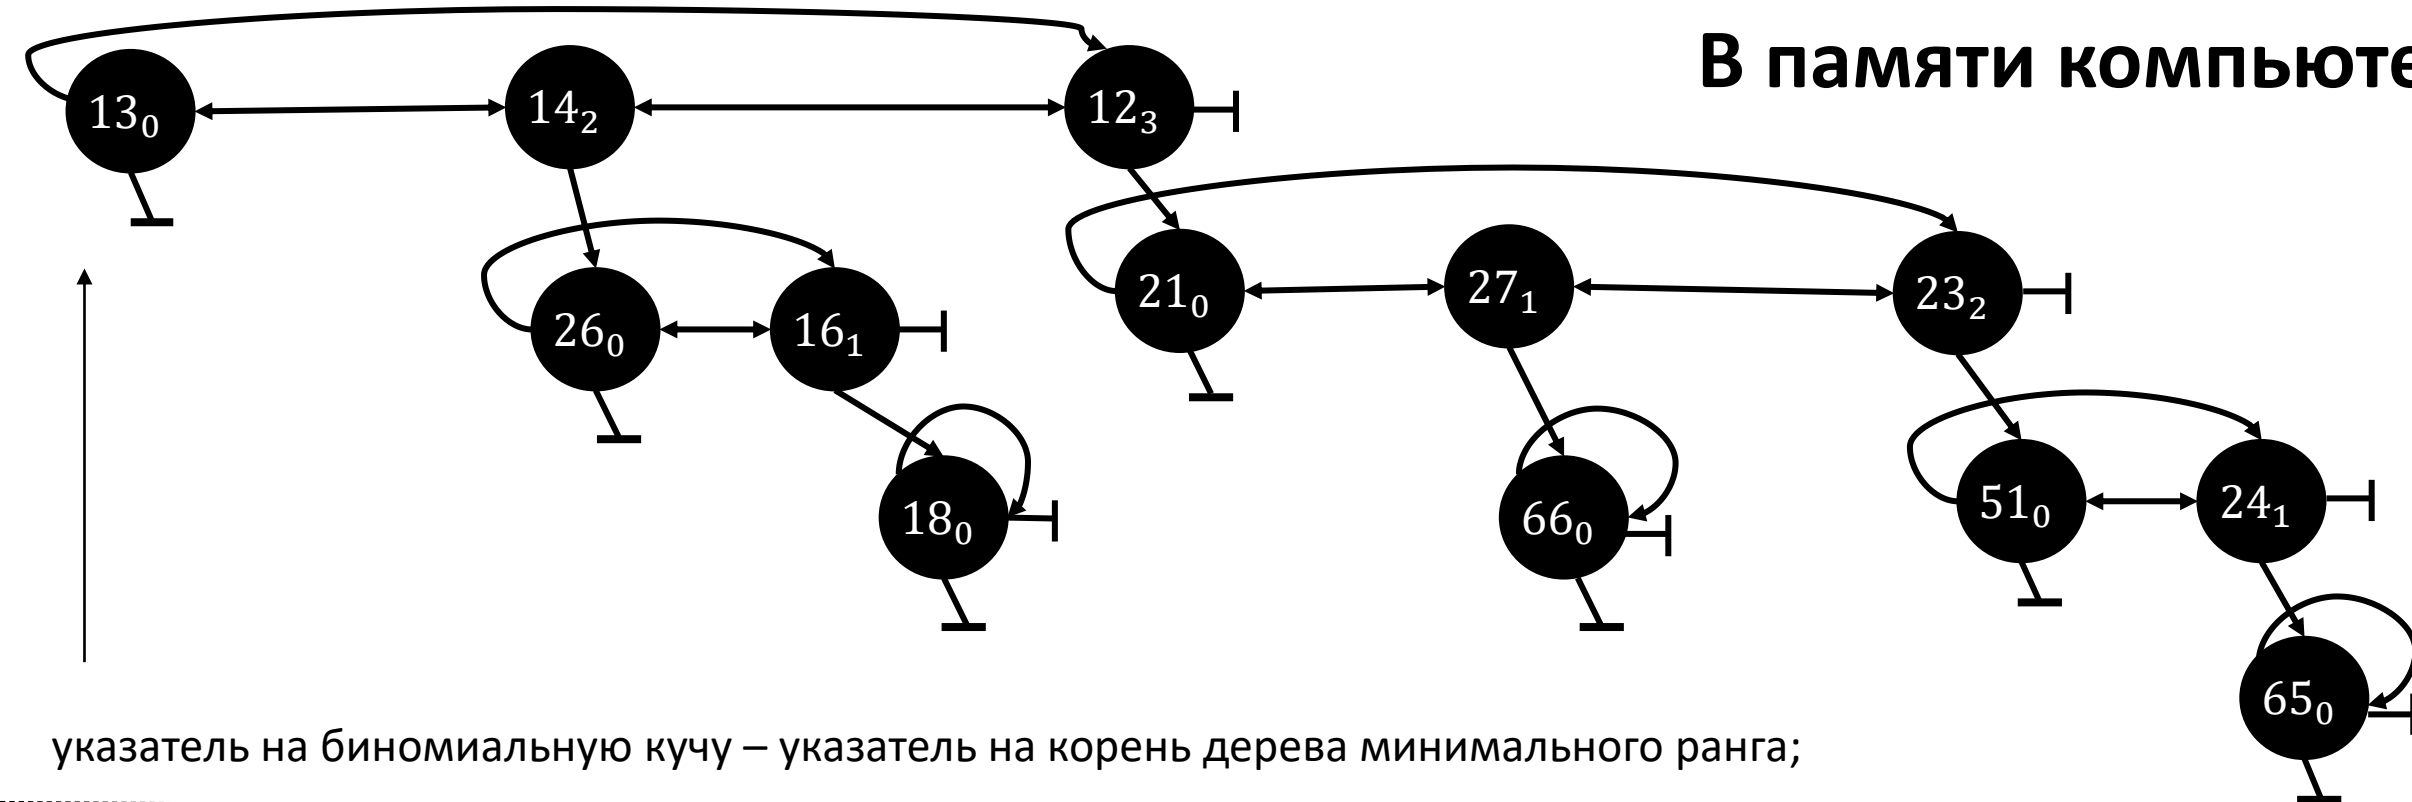 В памяти компьюте
13₀ 14₂ 12₃
21₀ 27₁ 23₂
26₀ 16₁
18₀ 66₀ 51₀ 24₁
65₀
указатель на биномиальную кучу – указатель на корень дерева минимального ранга;